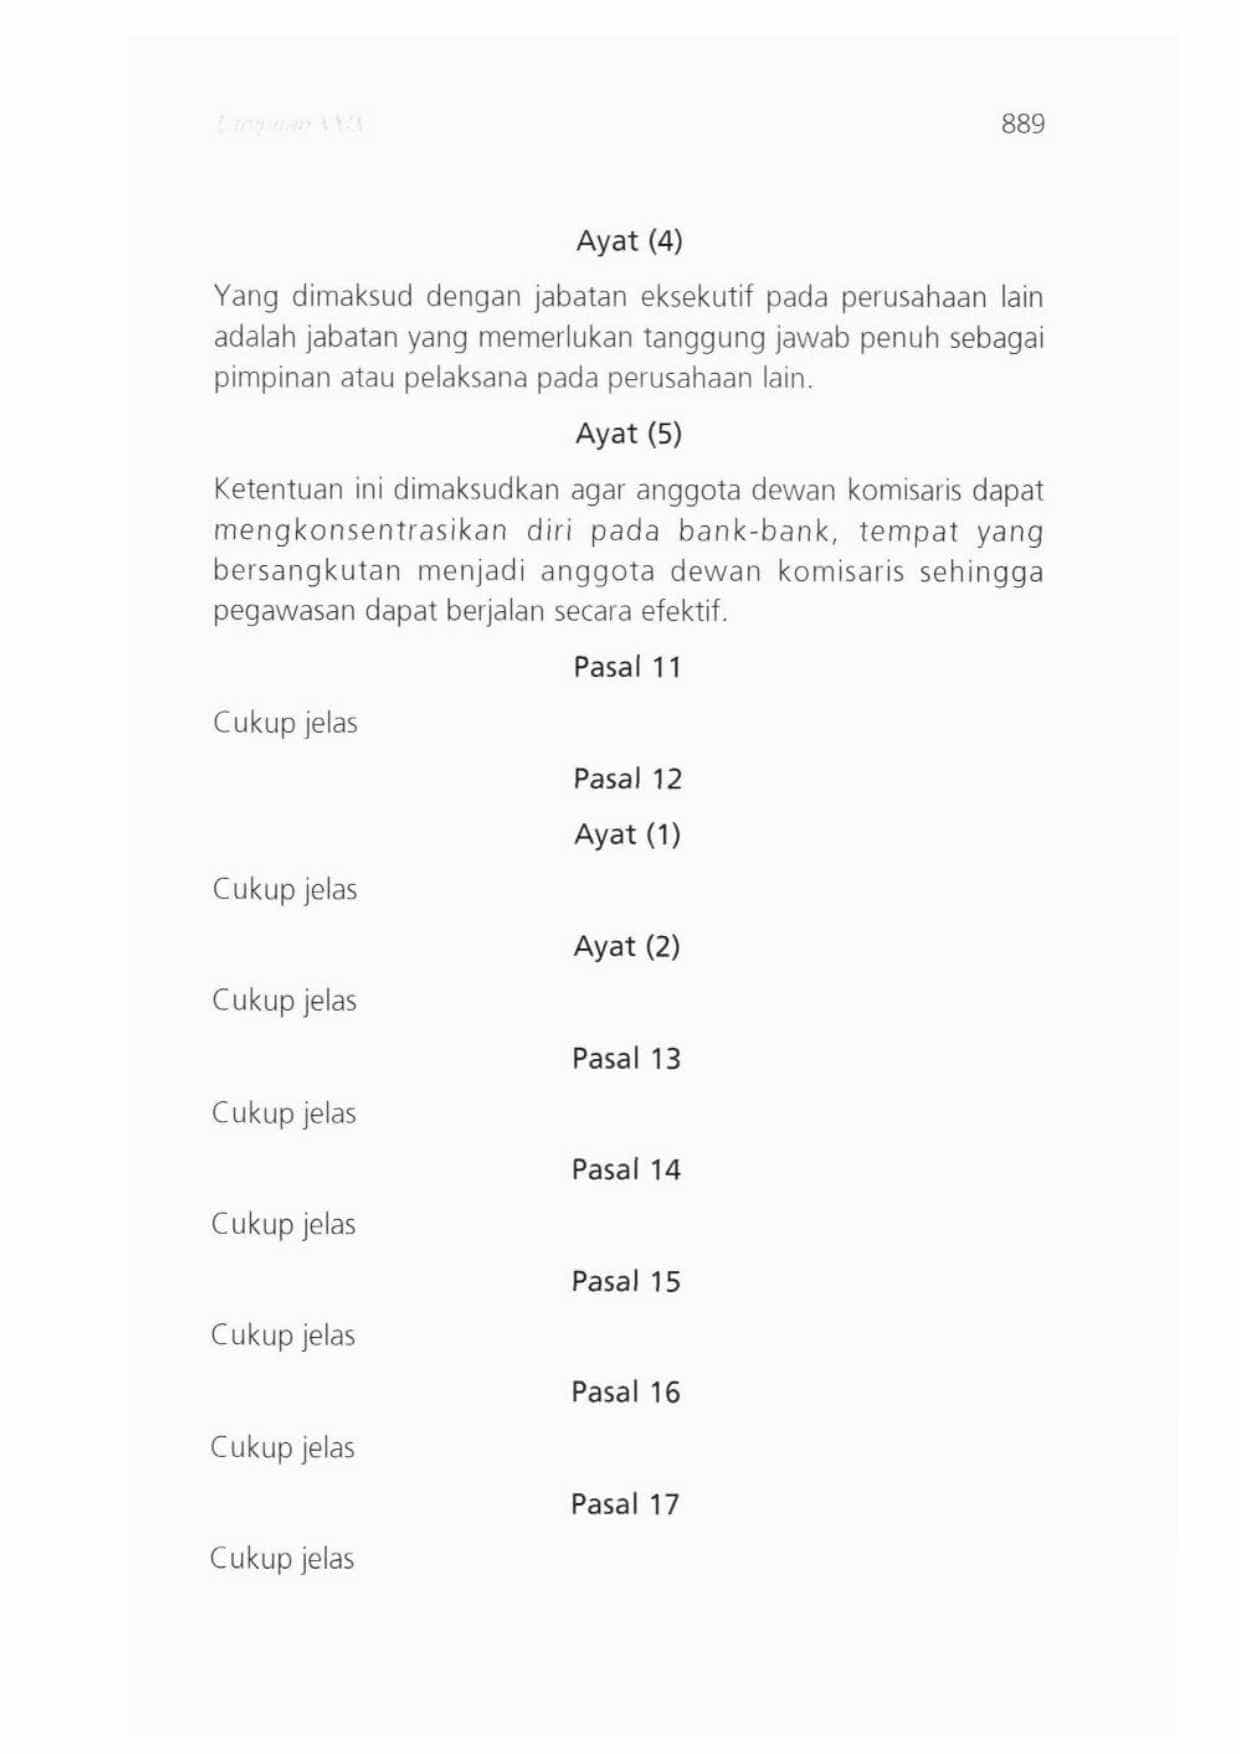 889
Ayat (4)
Yang dimaksud dengan jabatan eksekutif pada perusahaan lain
adalah jabatan yang memerlukan tanggung jawab penuh sebagai
pimpinan atau pelaksana pada perusahaan lain.
Ayat (5)
Ketentuan ini dimaksudkan agar anggota dewan komisaris dapat
mengkonsentrasikan diri pada bank-bank, tempat yang
bersangkutan menjadi anggota dewan komisaris sehingga
pegawasan dapat berjalan secara efektif.
Pasal 11
Cukup jelas
Pasal 12
Ayat (1)
Cukup jelas
Ayat (2)
Cukup jelas
Pasal 13
Cukup jelas
Pasal 14
Cukup jelas
Pasal 15
Cukup jelas
Pasal 16
Cukup jelas
Pasal 17
Cukup jelas